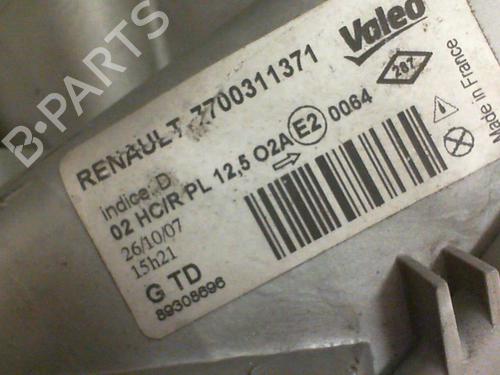 B-PARTS
Valeo
RENAULT 7700311371
207
Indice D
02 HC/R PL 12,5 O2A E2 0064
26/10/07
15h21
G TD
89308696
Made in France